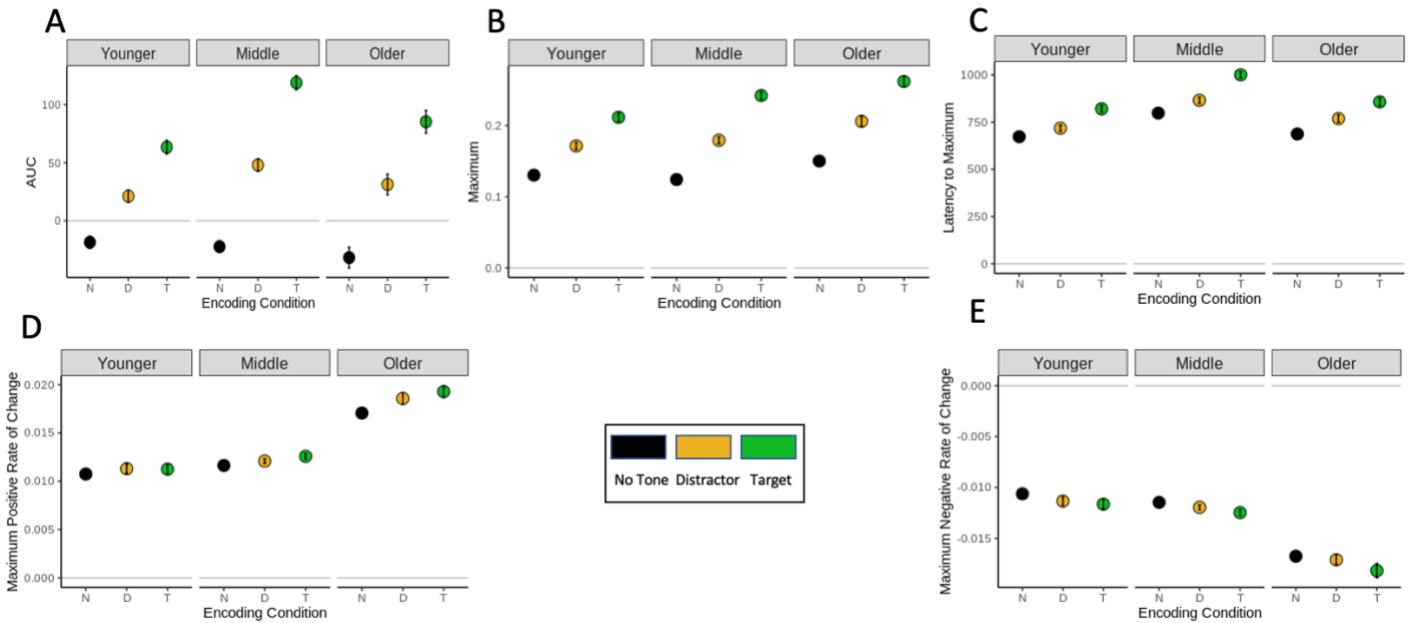 A
Younger Middle Older
AUC
100
50
0
N D T N D T N D T
Encoding Condition
B
Younger Middle Older
Maximum
0.2
0.1
0.0
N D T N D T N D T
Encoding Condition
C
Younger Middle Older
Latency to Maximum
1000
750
500
250
0
N D T N D T N D T
Encoding Condition
D
Younger Middle Older
Maximum Positive Rate of Change
0.020
0.015
0.010
0.005
0.000
N D T N D T N D T
Encoding Condition
No Tone Distractor Target
E
Younger Middle Older
Maximum Negative Rate of Change
0.000
-0.005
-0.010
-0.015
N D T N D T N D T
Encoding Condition